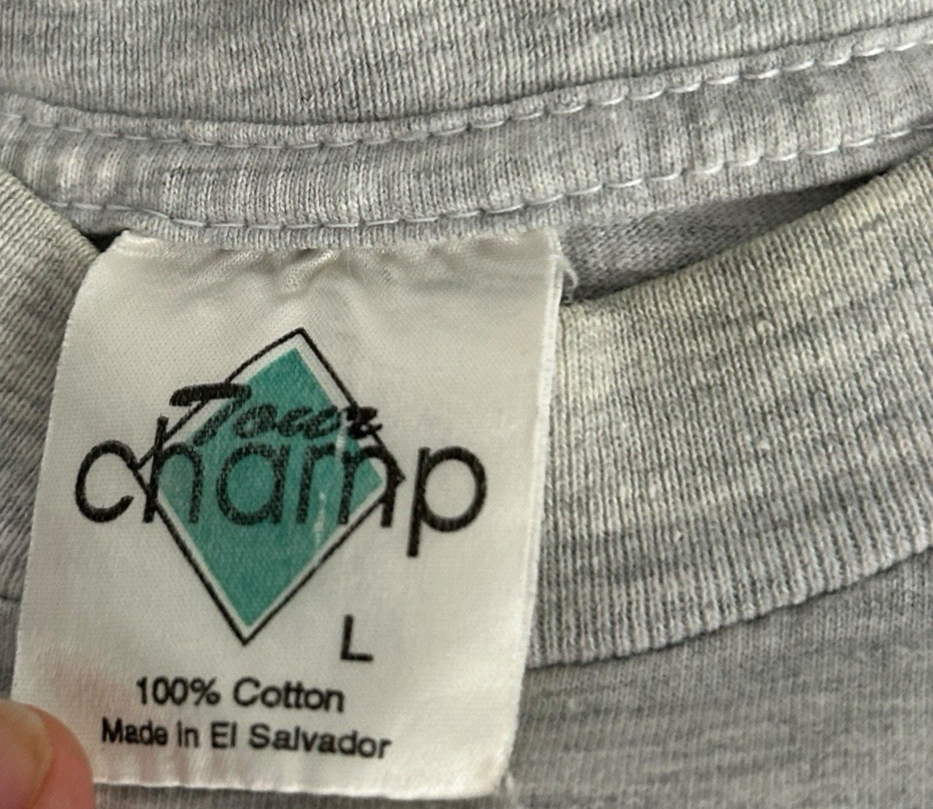 Tour
champ
L
100% Cotton
Made in El Salvador